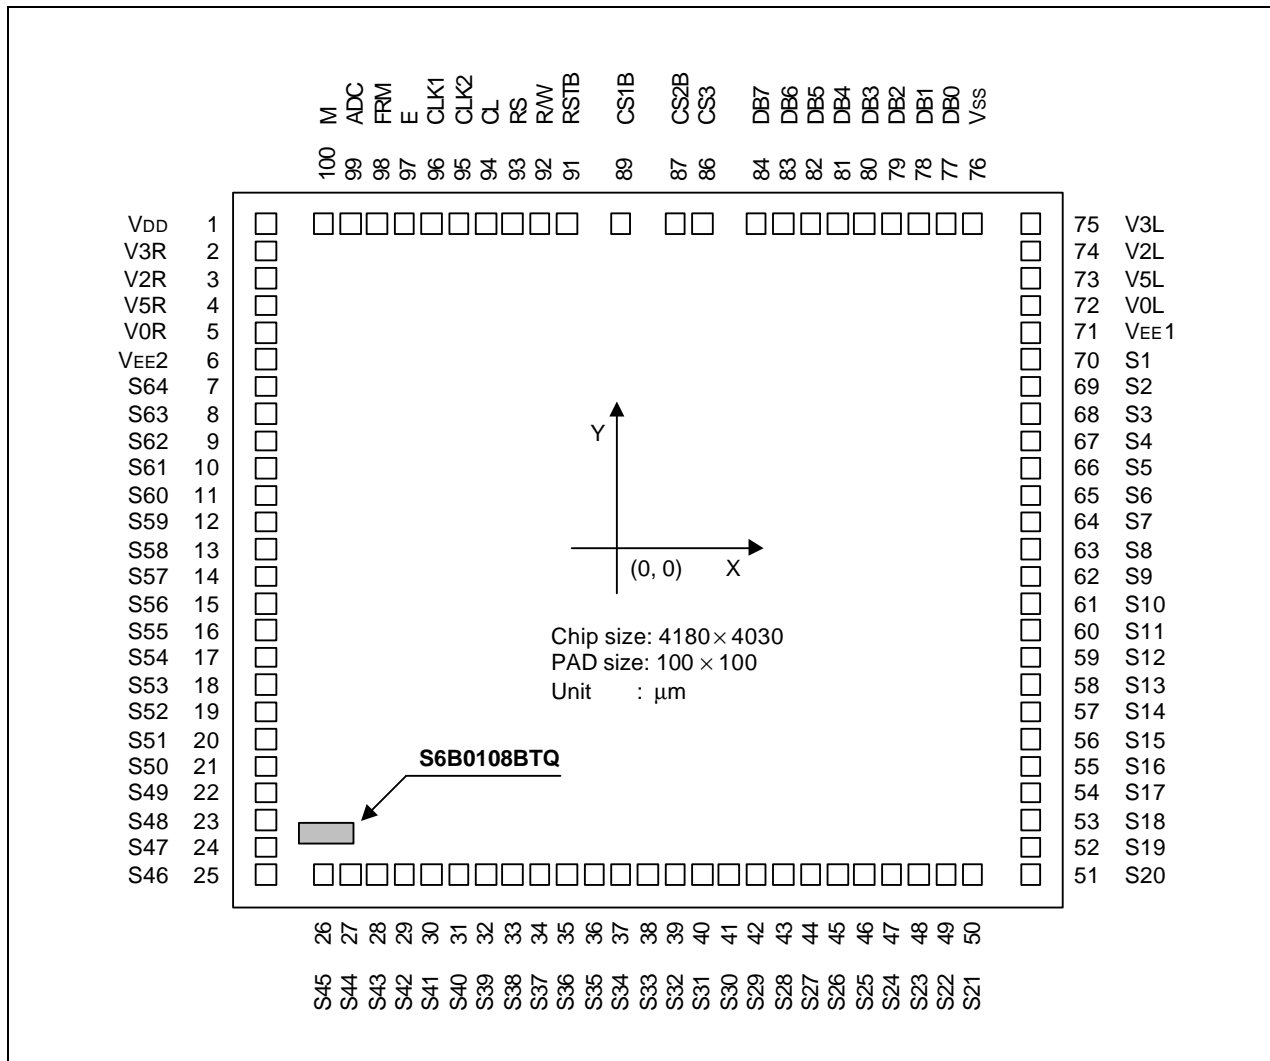 M ADC FRM E CLK1 CLK2 CL RS R/W RSTB CS1B CS2B CS3 DB7 DB6 DB5 DB4 DB3 DB2 DB1 DB0 VSS
100 99 98 97 96 95 94 93 92 91 89 87 86 84 83 82 81 80 79 78 77 76
VDD 1 75 V3L
V3R 2 74 V2L
V2R 3 73 V5L
V5R 4 72 V0L
V0R 5 71 VEE1
VEE2 6 70 S1
S64 7 69 S2
S63 8 68 S3
S62 9 67 S4
S61 10 66 S5
S60 11 65 S6
S59 12 64 S7
S58 13 63 S8
S57 14 62 S9
S56 15 61 S10
S55 16 60 S11
S54 17 59 S12
S53 18 58 S13
S52 19 57 S14
S51 20 56 S15
S50 21 55 S16
S49 22 54 S17
S48 23 53 S18
S47 24 52 S19
S46 25 51 S20
Y
(0, 0) X
Chip size: 4180 × 4030
PAD size: 100 × 100
Unit : μm
S6B0108BTQ
26 27 28 29 30 31 32 33 34 35 36 37 38 39 40 41 42 43 44 45 46 47 48 49 50
S45 S44 S43 S42 S41 S40 S39 S38 S37 S36 S35 S34 S33 S32 S31 S30 S29 S28 S27 S26 S25 S24 S23 S22 S21